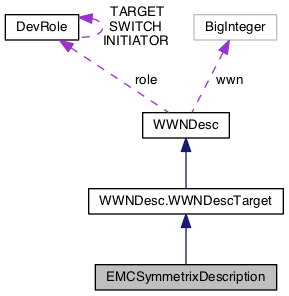 TARGET
SWITCH
INITIATOR
DevRole
BigInteger
role
wwn
WWNDesc
WWNDesc.WWNDescTarget
EMCSymmetrixDescription